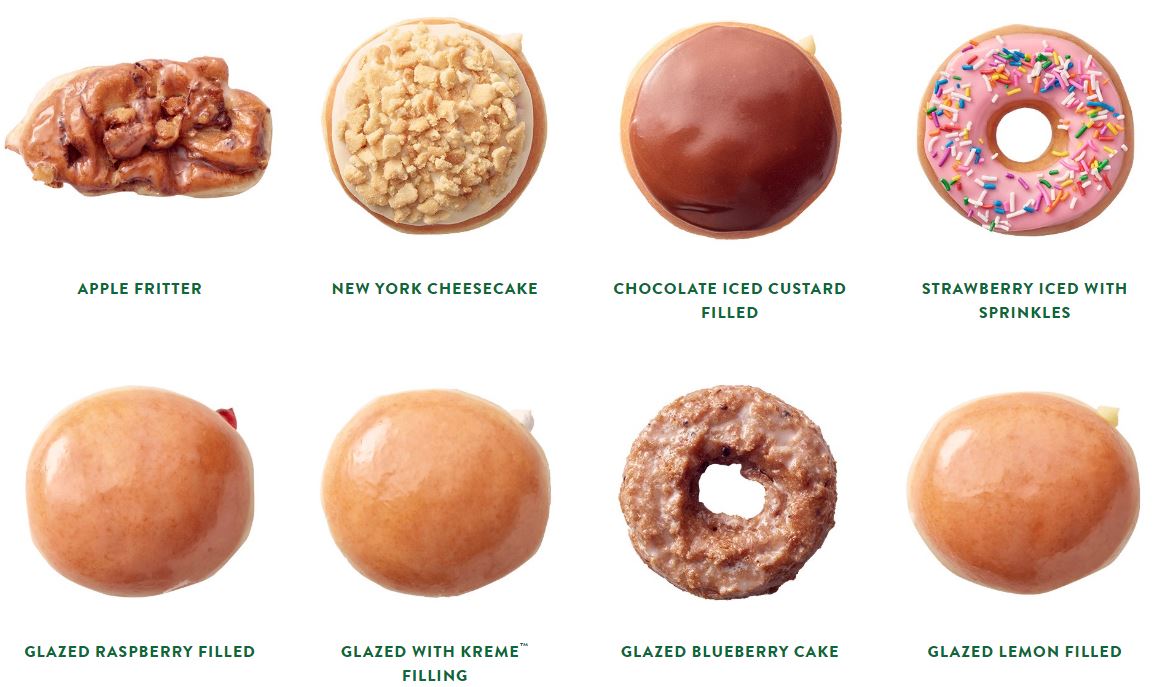 APPLE FRITTER
NEW YORK CHEESECAKE
CHOCOLATE ICED CUSTARD
FILLED
STRAWBERRY ICED WITH
SPRINKLES
GLAZED RASPBERRY FILLED
GLAZED WITH KREME™
FILLING
GLAZED BLUEBERRY CAKE
GLAZED LEMON FILLED